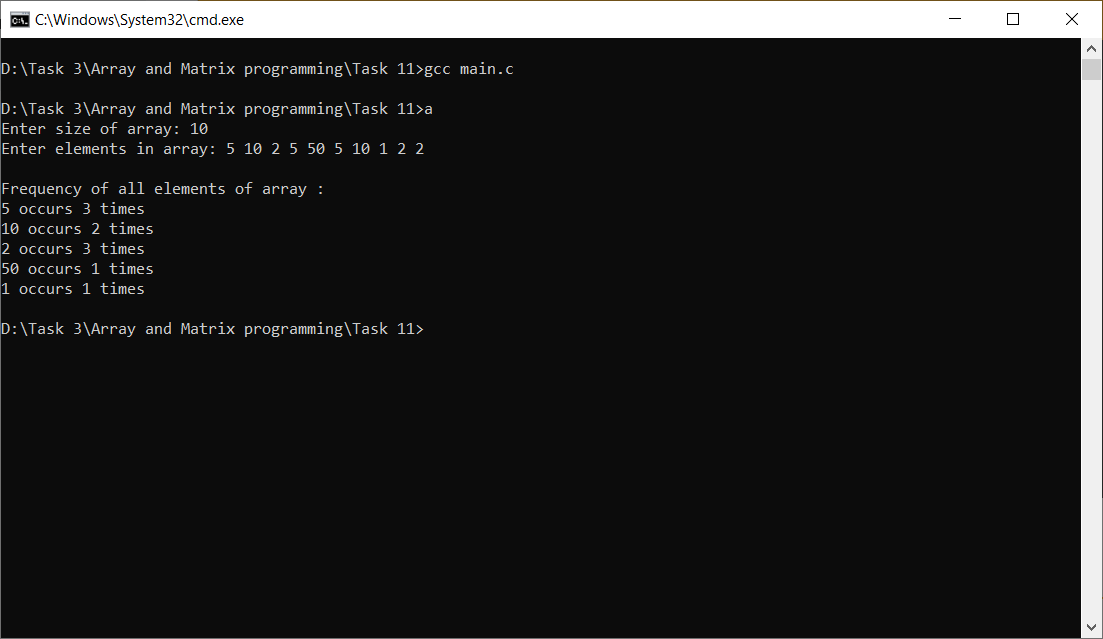 C:\Windows\System32\cmd.exe
D:\Task 3\Array and Matrix programming\Task 11>gcc main.c
D:\Task 3\Array and Matrix programming\Task 11>a
Enter size of array: 10
Enter elements in array: 5 10 2 5 50 5 10 1 2 2
Frequency of all elements of array :
5 occurs 3 times
10 occurs 2 times
2 occurs 3 times
50 occurs 1 times
1 occurs 1 times
D:\Task 3\Array and Matrix programming\Task 11>